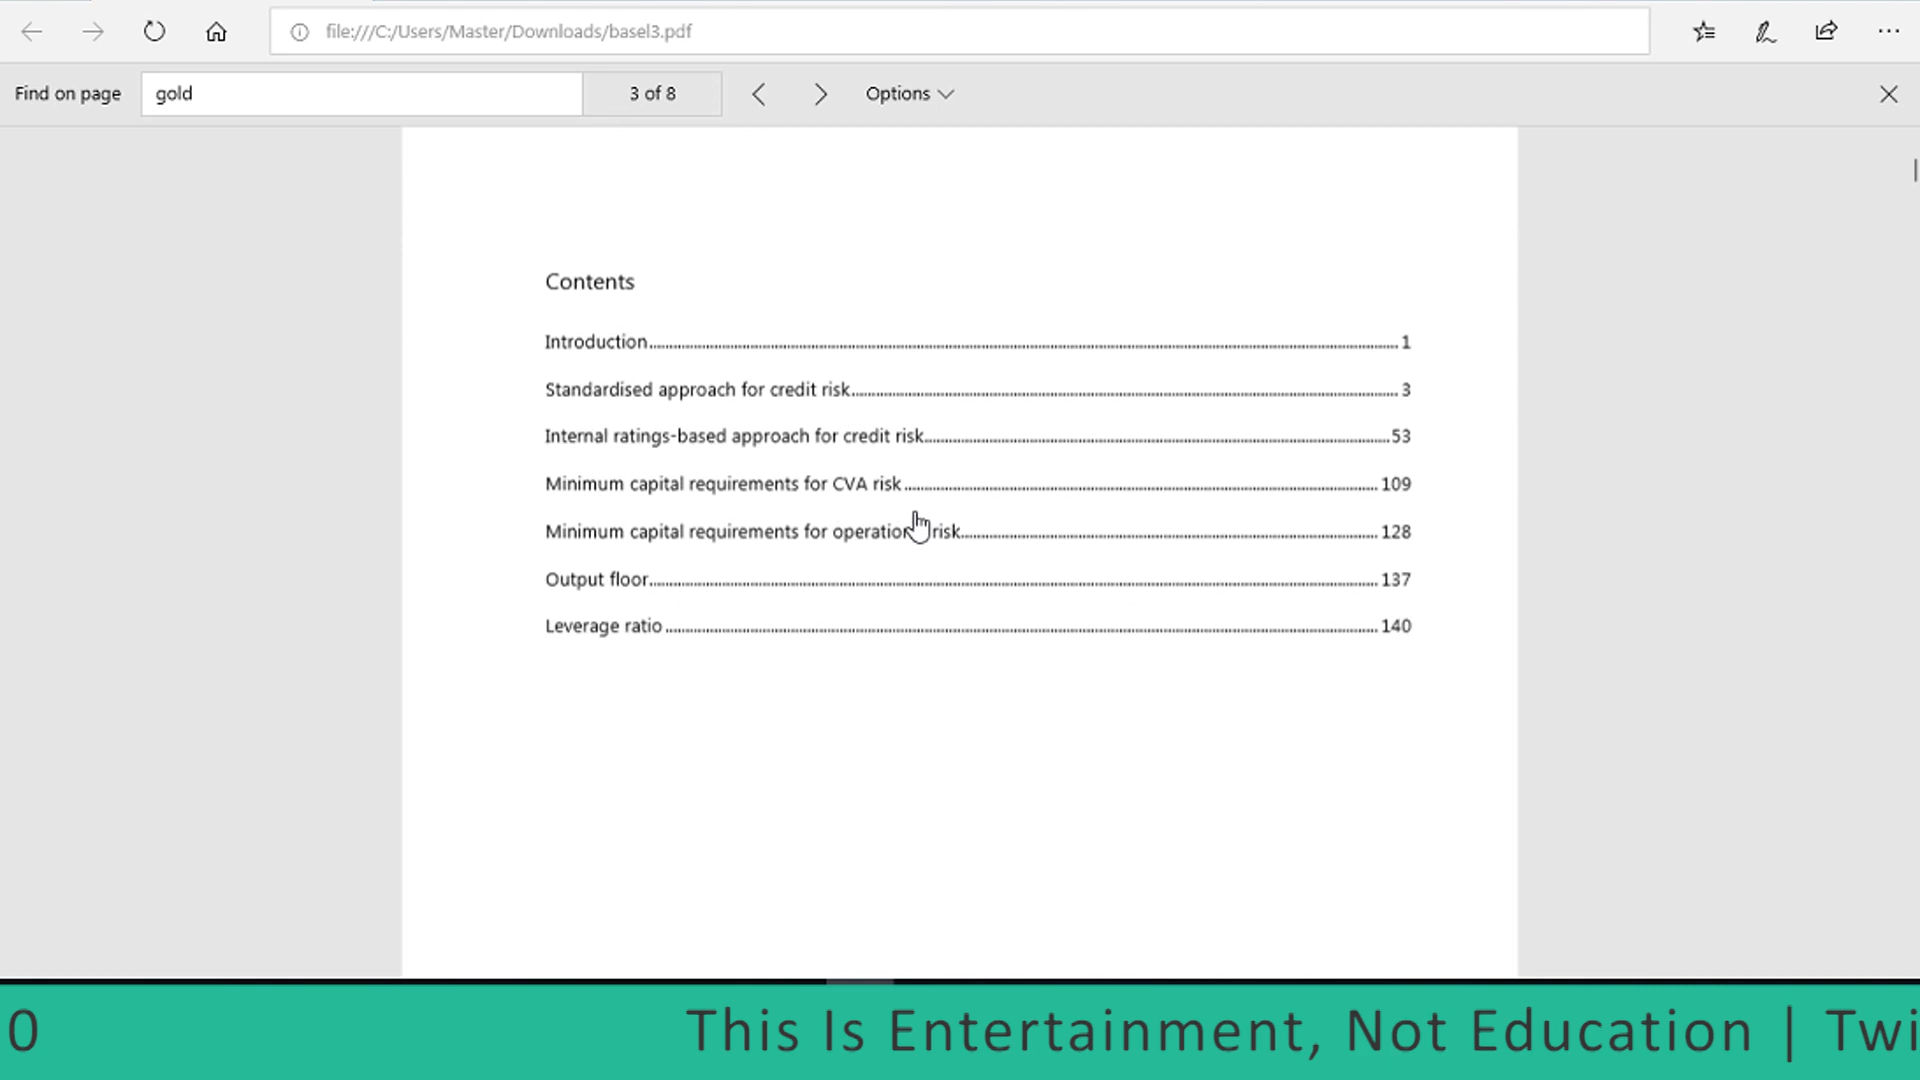 file:///C:/Users/Master/Downloads/basel3.pdf
Find on page gold 3 of 8 Options
Contents
Introduction 1
Standardised approach for credit risk 3
Internal ratings-based approach for credit risk 53
Minimum capital requirements for CVA risk 109
Minimum capital requirements for operation risk 128
Output floor 137
Leverage ratio 140
0 This Is Entertainment, Not Education | Twi